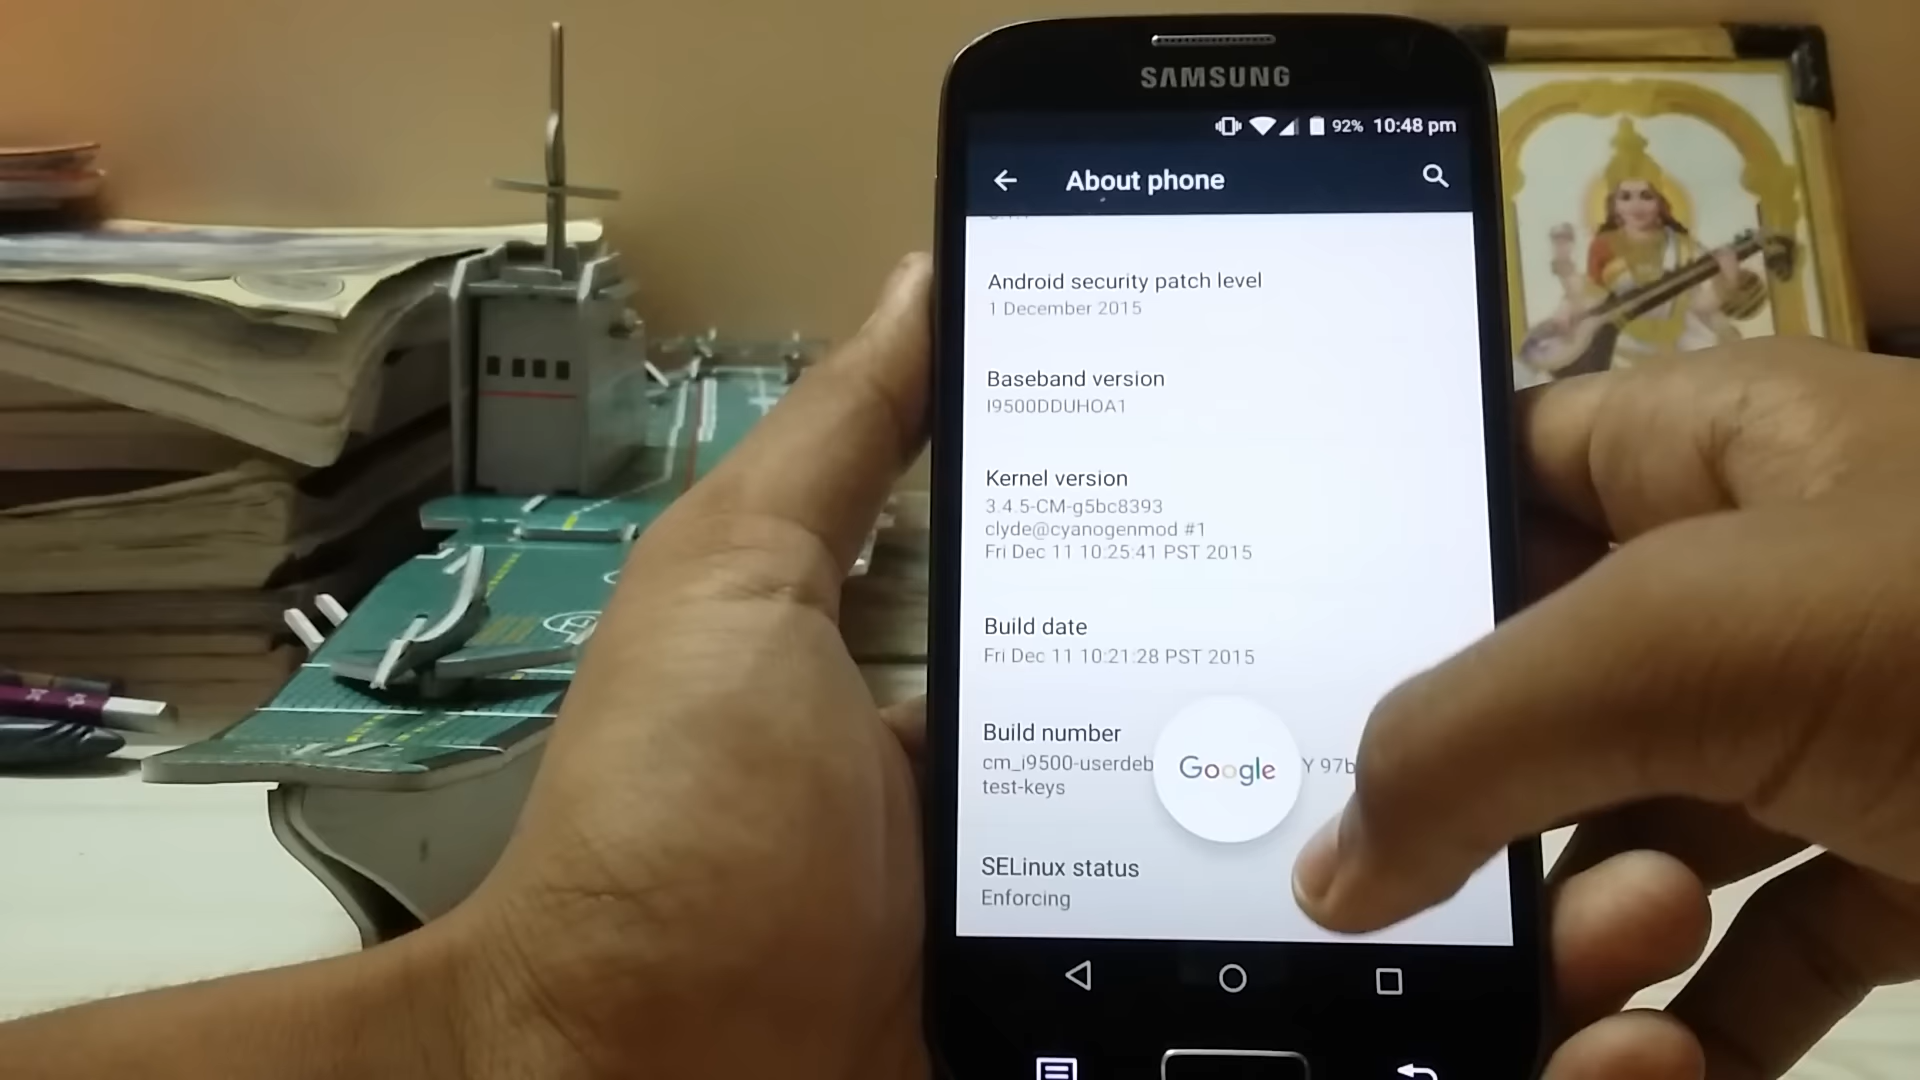 SAMSUNG
92% 10:48 pm
About phone
Android security patch level
1 December 2015
Baseband version
I9500DDUHOA1
Kernel version
3.4.5-CM-g5bc8393
clyde@cyanogenmod #1
Fri Dec 11 10:25:41 PST 2015
Build date
Fri Dec 11 10:21:28 PST 2015
Build number
cm_i9500-userdeb Y 97b
test-keys
Google
SELinux status
Enforcing